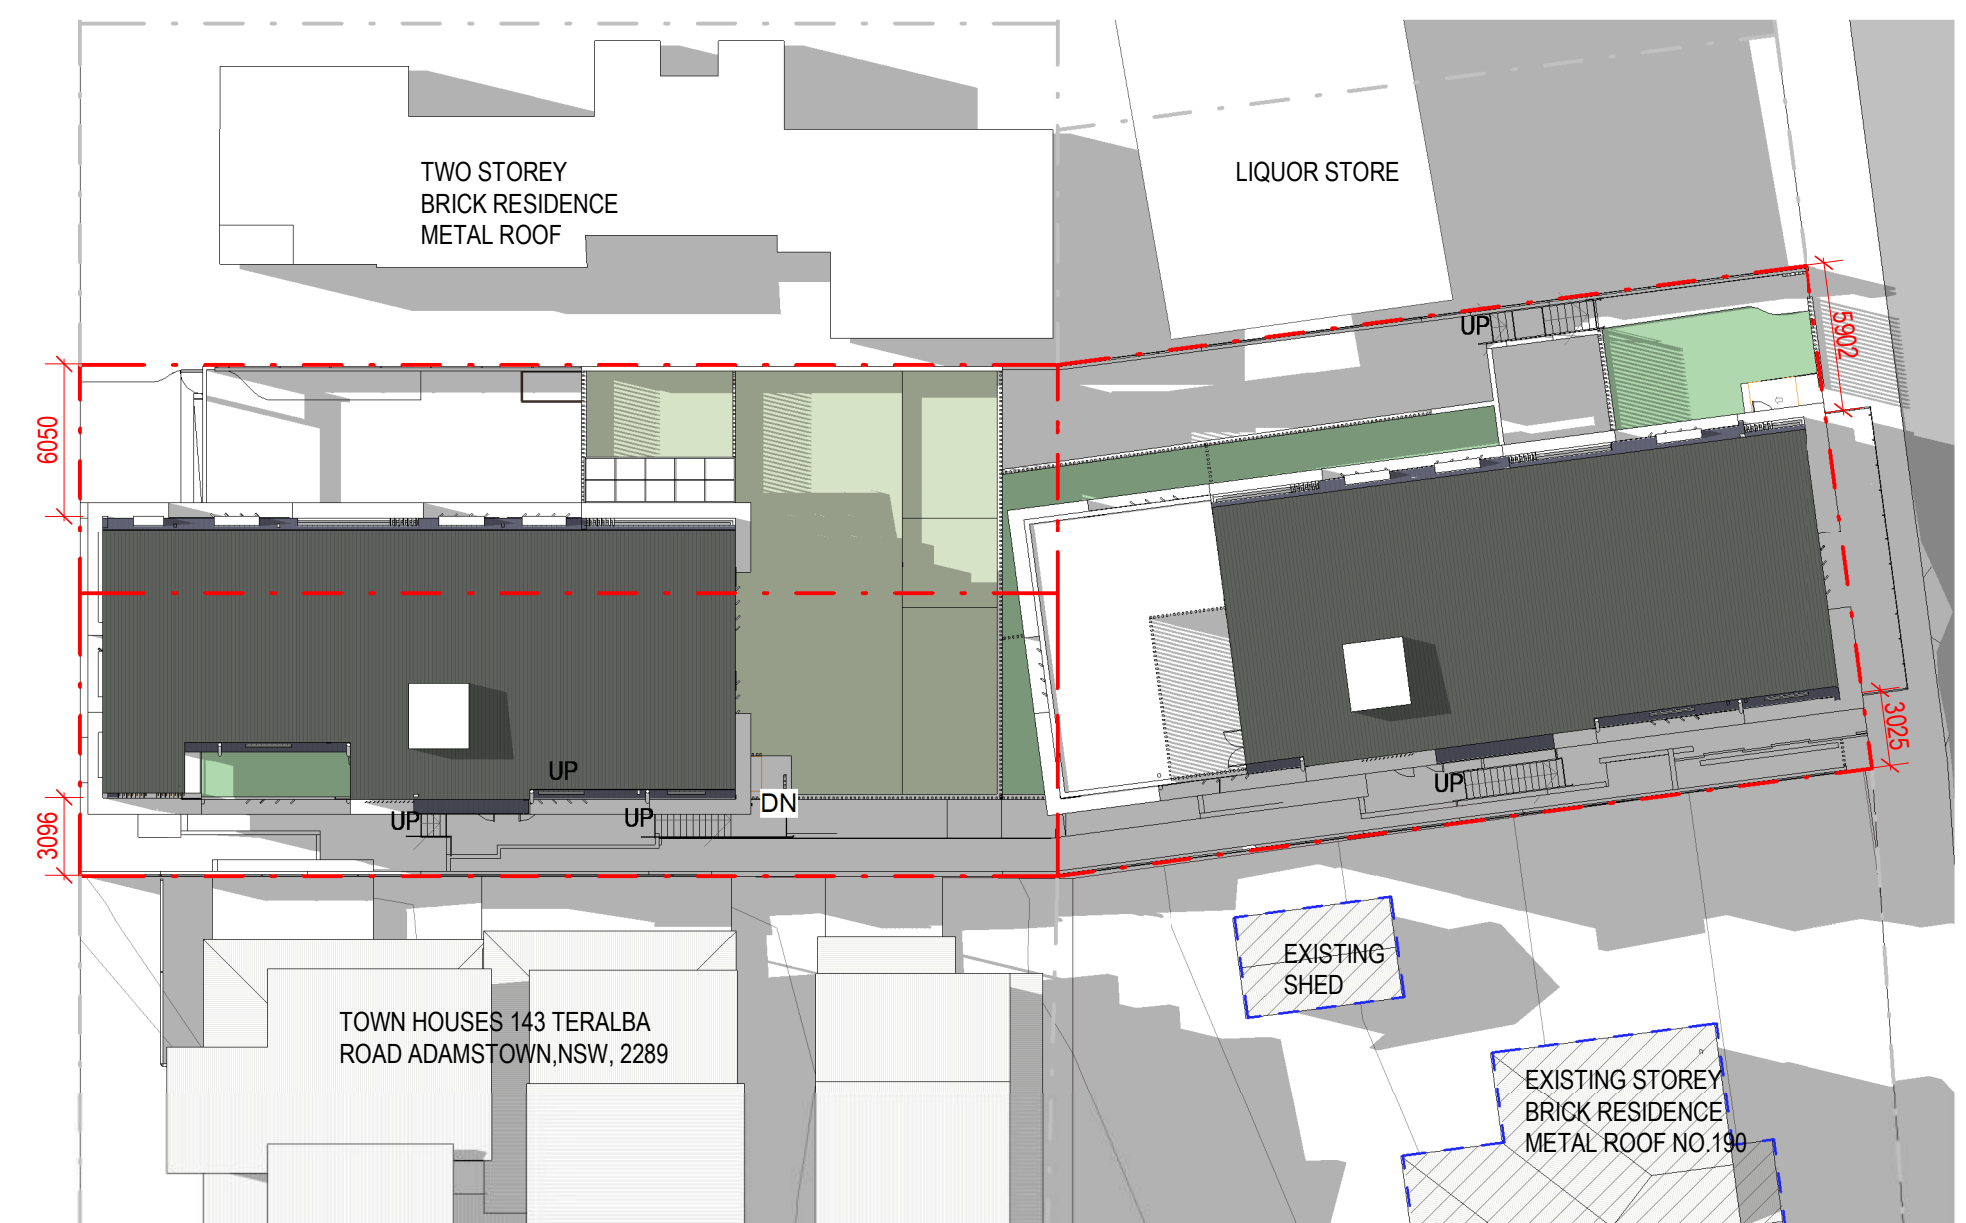 TWO STOREY
BRICK RESIDENCE
METAL ROOF
LIQUOR STORE
UP
5902
6050
3096
UP
UP
UP
DN
UP
3025
EXISTING
SHED
TOWN HOUSES 143 TERALBA
ROAD ADAMSTOWN,NSW, 2289
EXISTING STOREY
BRICK RESIDENCE
METAL ROOF NO.190